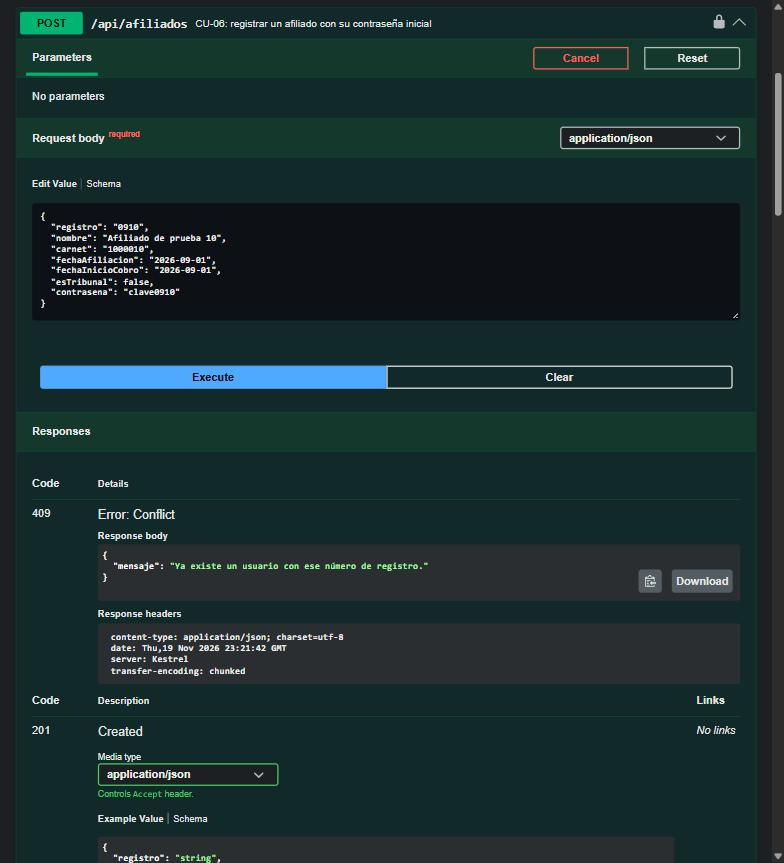 POST /api/afiliados CU-06: registrar un afiliado con su contraseña inicial
Parameters
Cancel
Reset
No parameters
Request body required
application/json
Edit Value | Schema
{
"registro": "0910",
"nombre": "Afiliado de prueba 10",
"carnet": "1000010",
"fechaAfiliacion": "2026-09-01",
"fechaInicioCobro": "2026-09-01",
"esTribunal": false,
"contrasena": "clave0910"
}
Execute
Clear
Responses
Code Details
409 Error: Conflict
Response body
{
"mensaje": "Ya existe un usuario con ese número de registro."
}
Download
Response headers
content-type: application/json; charset=utf-8
date: Thu,19 Nov 2026 23:21:42 GMT
server: Kestrel
transfer-encoding: chunked
Code Description Links
201 Created No links
Media type
application/json
Controls Accept header.
Example Value | Schema
{
"registro": "string",